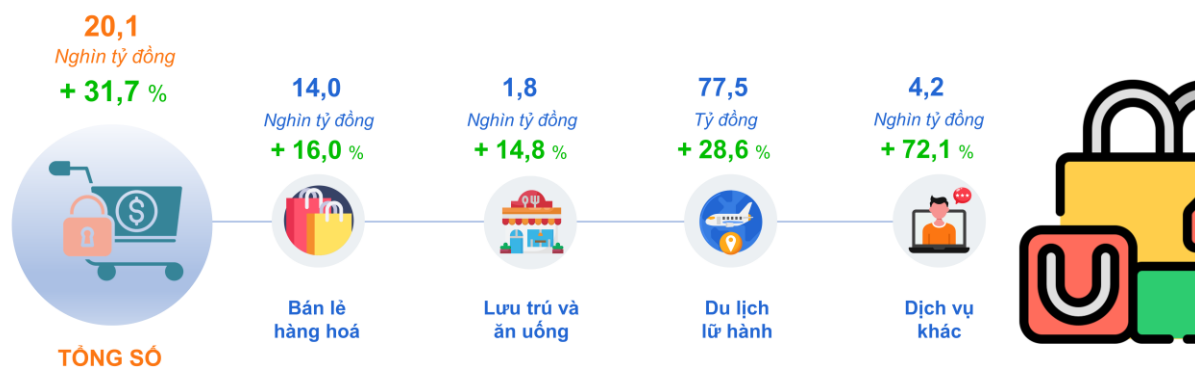 20,1
Nghìn tỷ đồng
+ 31,7 %
TỔNG SỐ
14,0
Nghìn tỷ đồng
+ 16,0 %
Bán lẻ
hàng hoá
1,8
Nghìn tỷ đồng
+ 14,8 %
Lưu trú và
ăn uống
77,5
Tỷ đồng
+ 28,6 %
Du lịch
lữ hành
4,2
Nghìn tỷ đồng
+ 72,1 %
Dịch vụ
khác